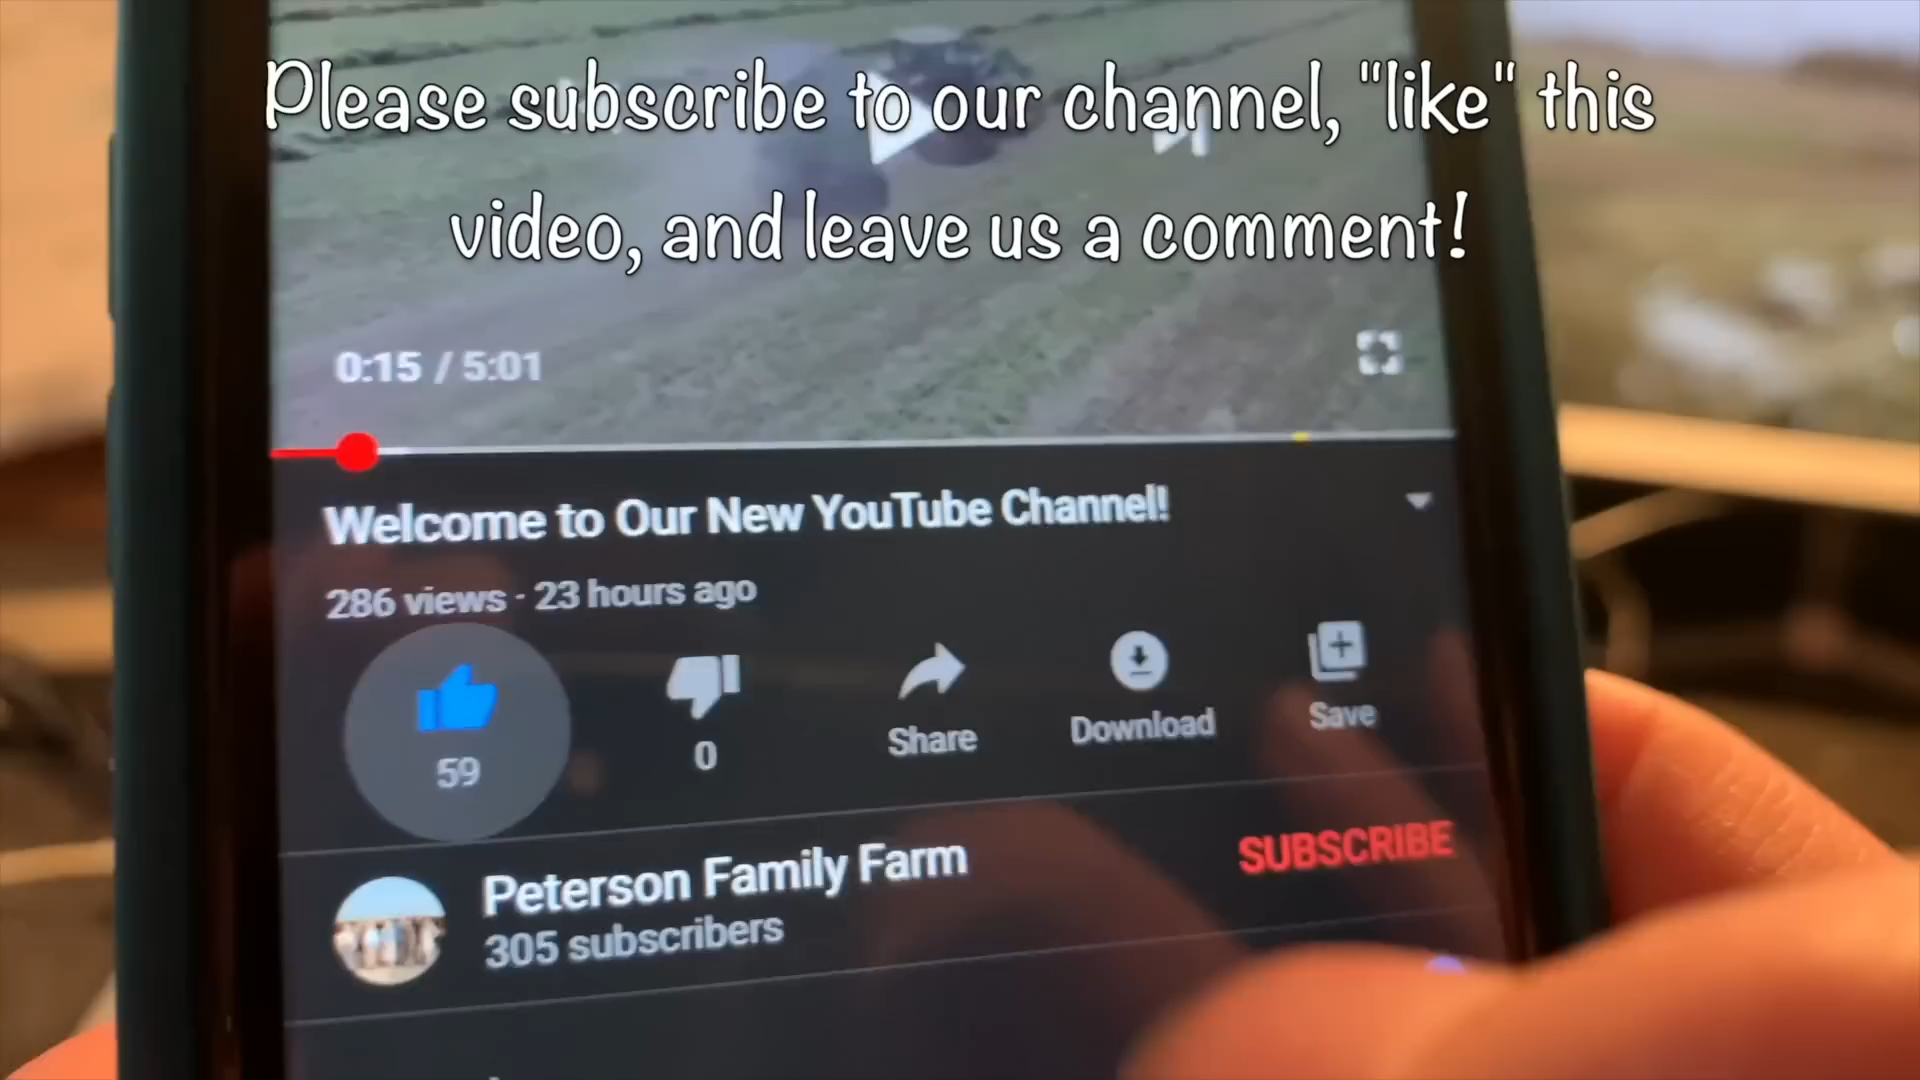 Please subscribe to our channel, "like" this
video, and leave us a comment!
0:15 / 5:01
Welcome to Our New YouTube Channel!
286 views · 23 hours ago
59
0
Share
Download
Save
Peterson Family Farm
305 subscribers
SUBSCRIBE